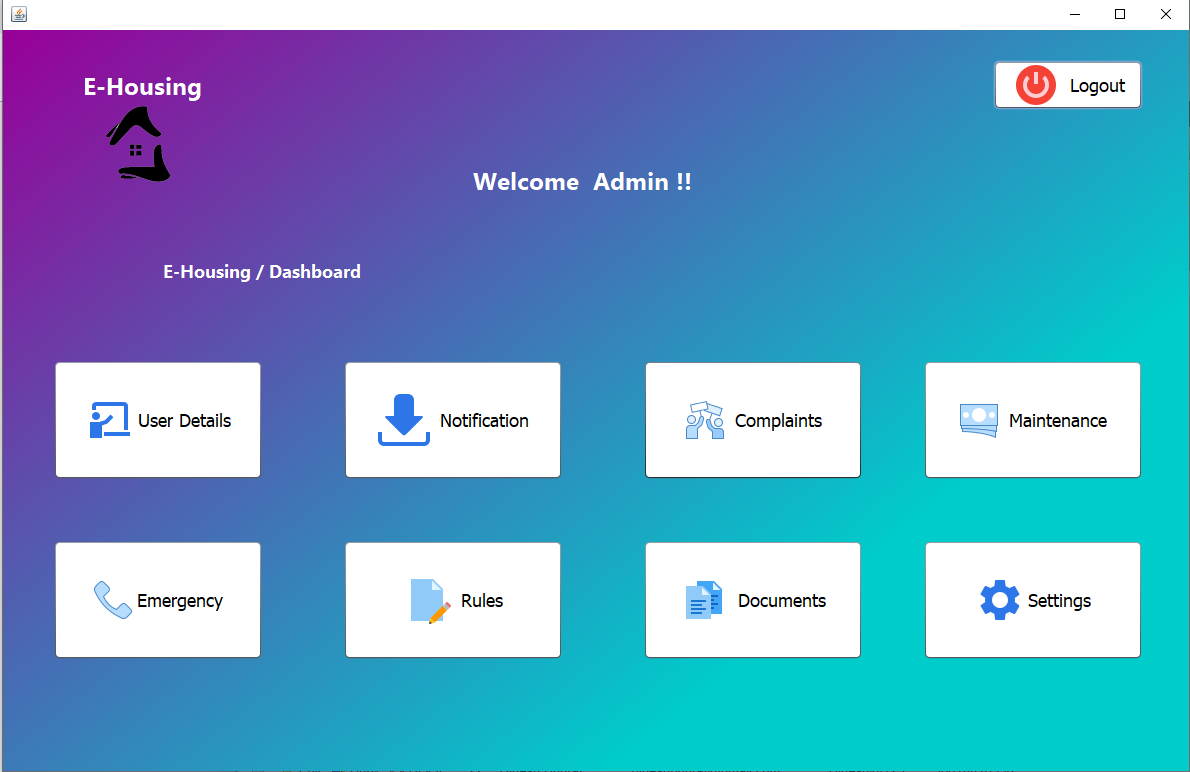 E-Housing
Logout
Welcome Admin !!
E-Housing / Dashboard
User Details
Notification
Complaints
Maintenance
Emergency
Rules
Documents
Settings